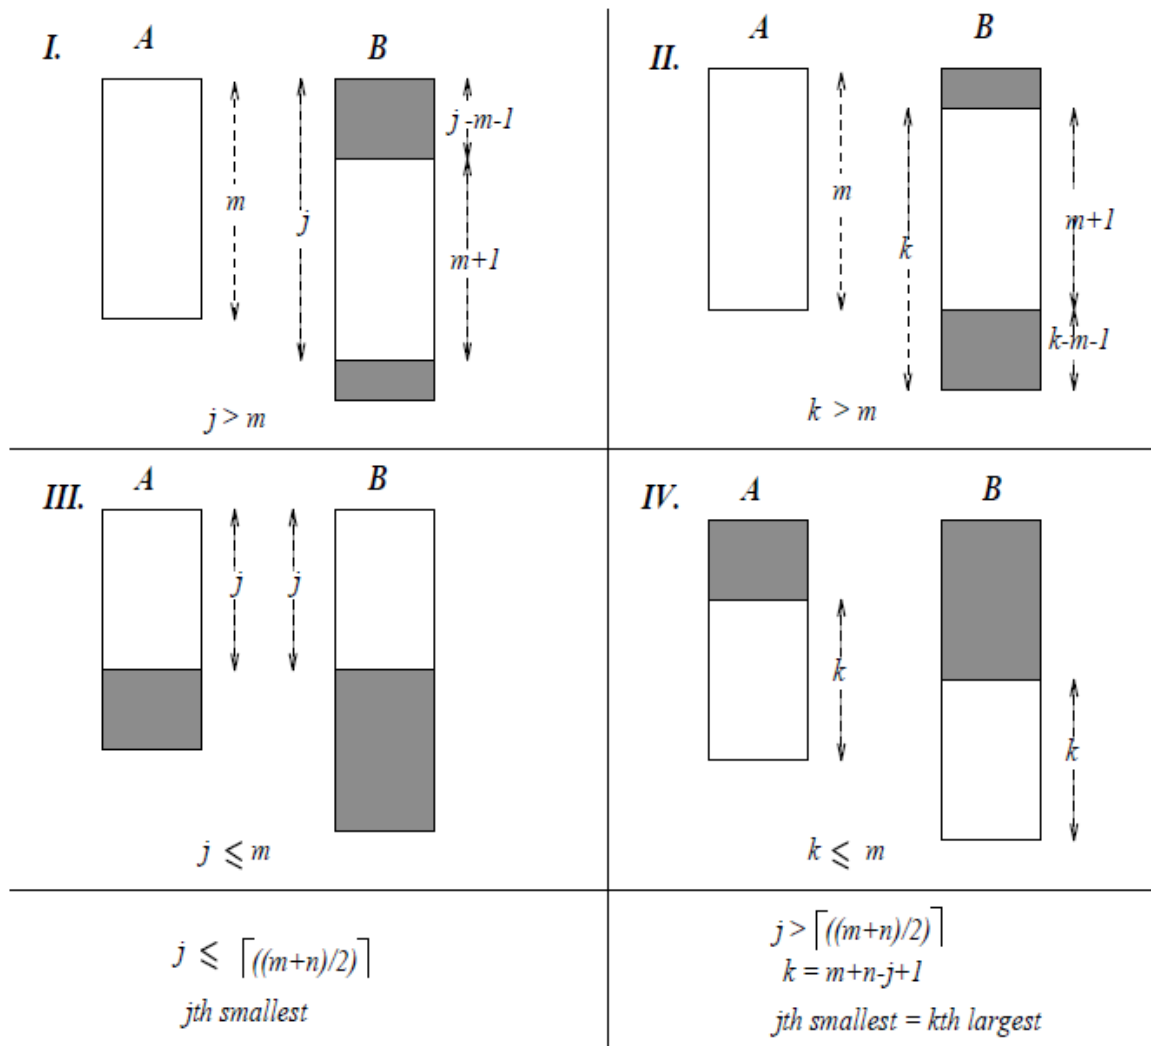 I.
A
B
j -m-1
m
j
m+1
j > m
II.
A
B
m
k
m+1
k-m-1
k > m
III.
A
B
j
j
j ⩽ m
IV.
A
B
k
k
k ⩽ m
j ⩽ ⌈((m+n)/2)⌉
jth smallest
j > ⌈((m+n)/2)⌉
k = m+n-j+1
jth smallest = kth largest